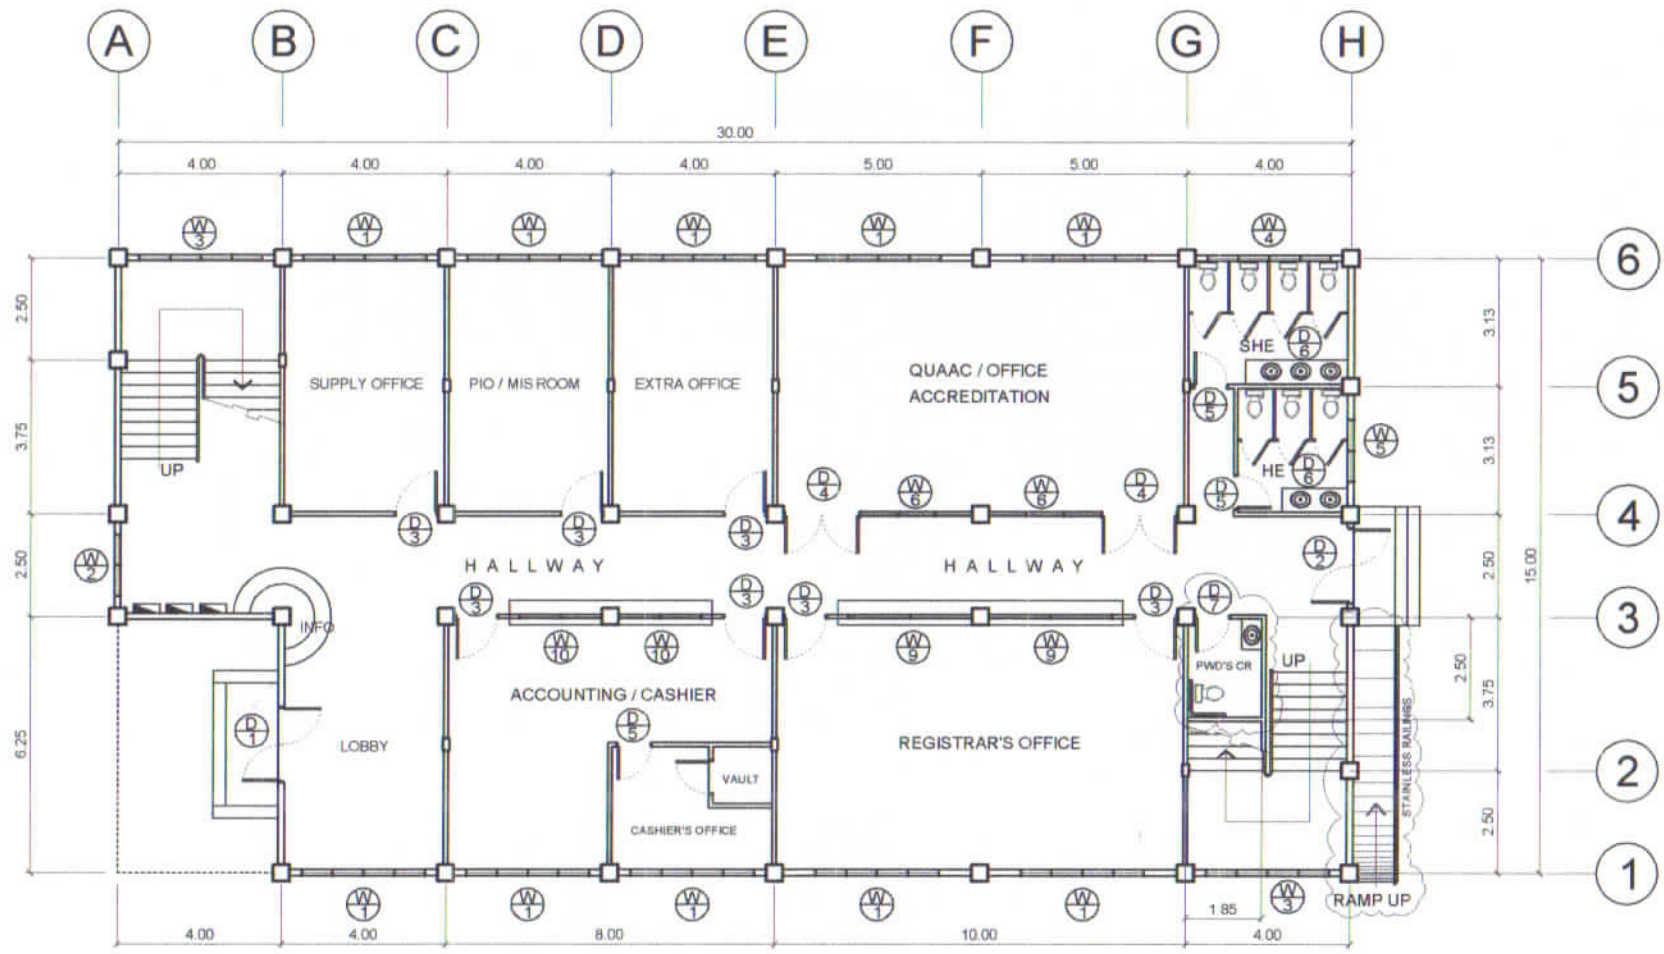 A B C D E F G H
30.00
4.00 4.00 4.00 4.00 5.00 5.00 4.00
W 3 W 1 W 1 W 1 W 1 W 1 W 4
6
2.50
3.13
SHE D 6
SUPPLY OFFICE PIO / MIS ROOM EXTRA OFFICE
QUAAC / OFFICE
ACCREDITATION
5
D 5
3.75
UP
W 5
3.13
HE D 6
D 4 W 6 W 6 D 4 D 5
4
D 3 D 3 D 3
W 2
2.50
HALLWAY HALLWAY
D 2
2.50
15.00
D 3 D 3 D 3 D 3 D 7
3
INFO.
W 10 W 10 W 9 W 9
PWD'S CR UP
2.50
3.75
ACCOUNTING / CASHIER
D 1
D 5
6.25
LOBBY
REGISTRAR'S OFFICE
STAINLESS RAILINGS
VAULT
2
CASHIER'S OFFICE
2.50
1
W 1 W 1 W 1 W 1 W 1 W 3
RAMP UP
1.85
4.00 4.00 8.00 10.00 4.00